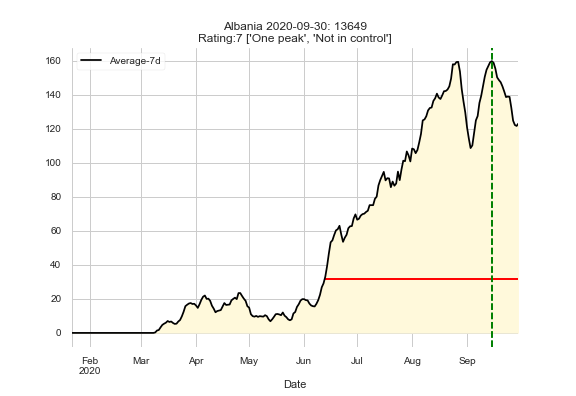 Albania 2020-09-30: 13649
Rating:7 ['One peak', 'Not in control']
Average-7d
160
140
120
100
80
60
40
20
0
Feb Mar Apr May Jun Jul Aug Sep
2020
Date